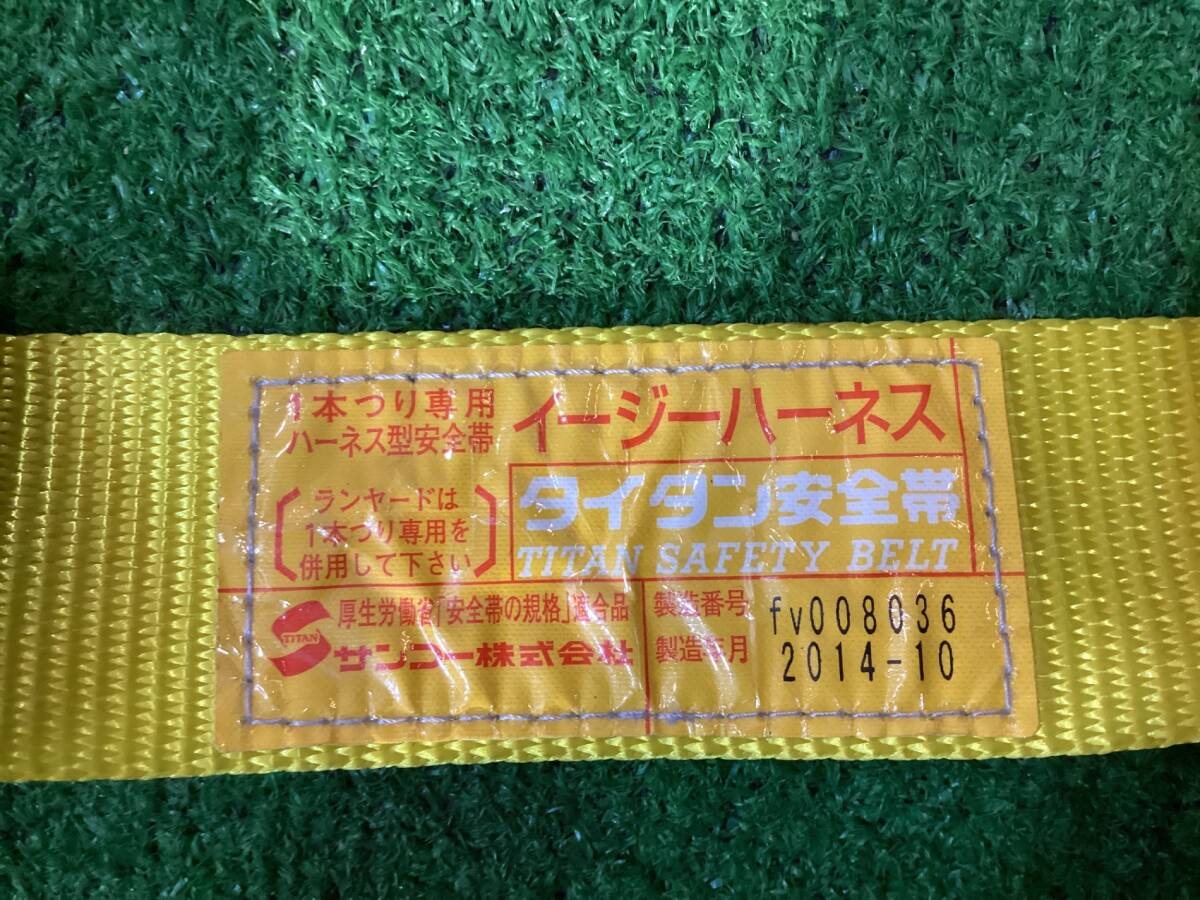 1本つり専用
ハーネス型安全帯
イージーハーネス
ランヤードは
1本つり専用を
併用して下さい
タイタン安全帯
TITAN SAFETY BELT
TITAN
厚生労働省「安全帯の規格」適合品
サンコー株式会社
製造番号 fv008036
製造年月 2014-10